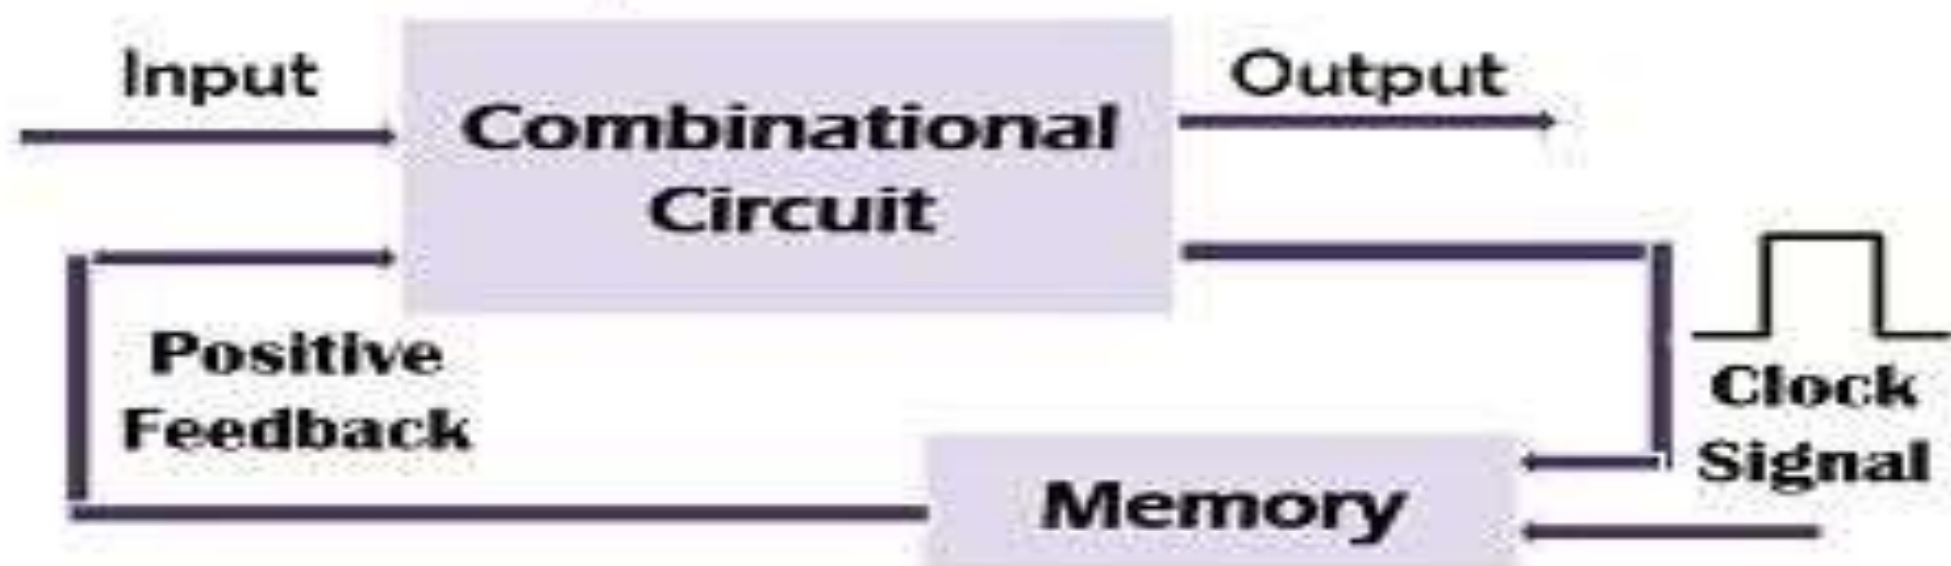 Input
Output
Combinational
Circuit
Positive
Feedback
Clock
Signal
Memory